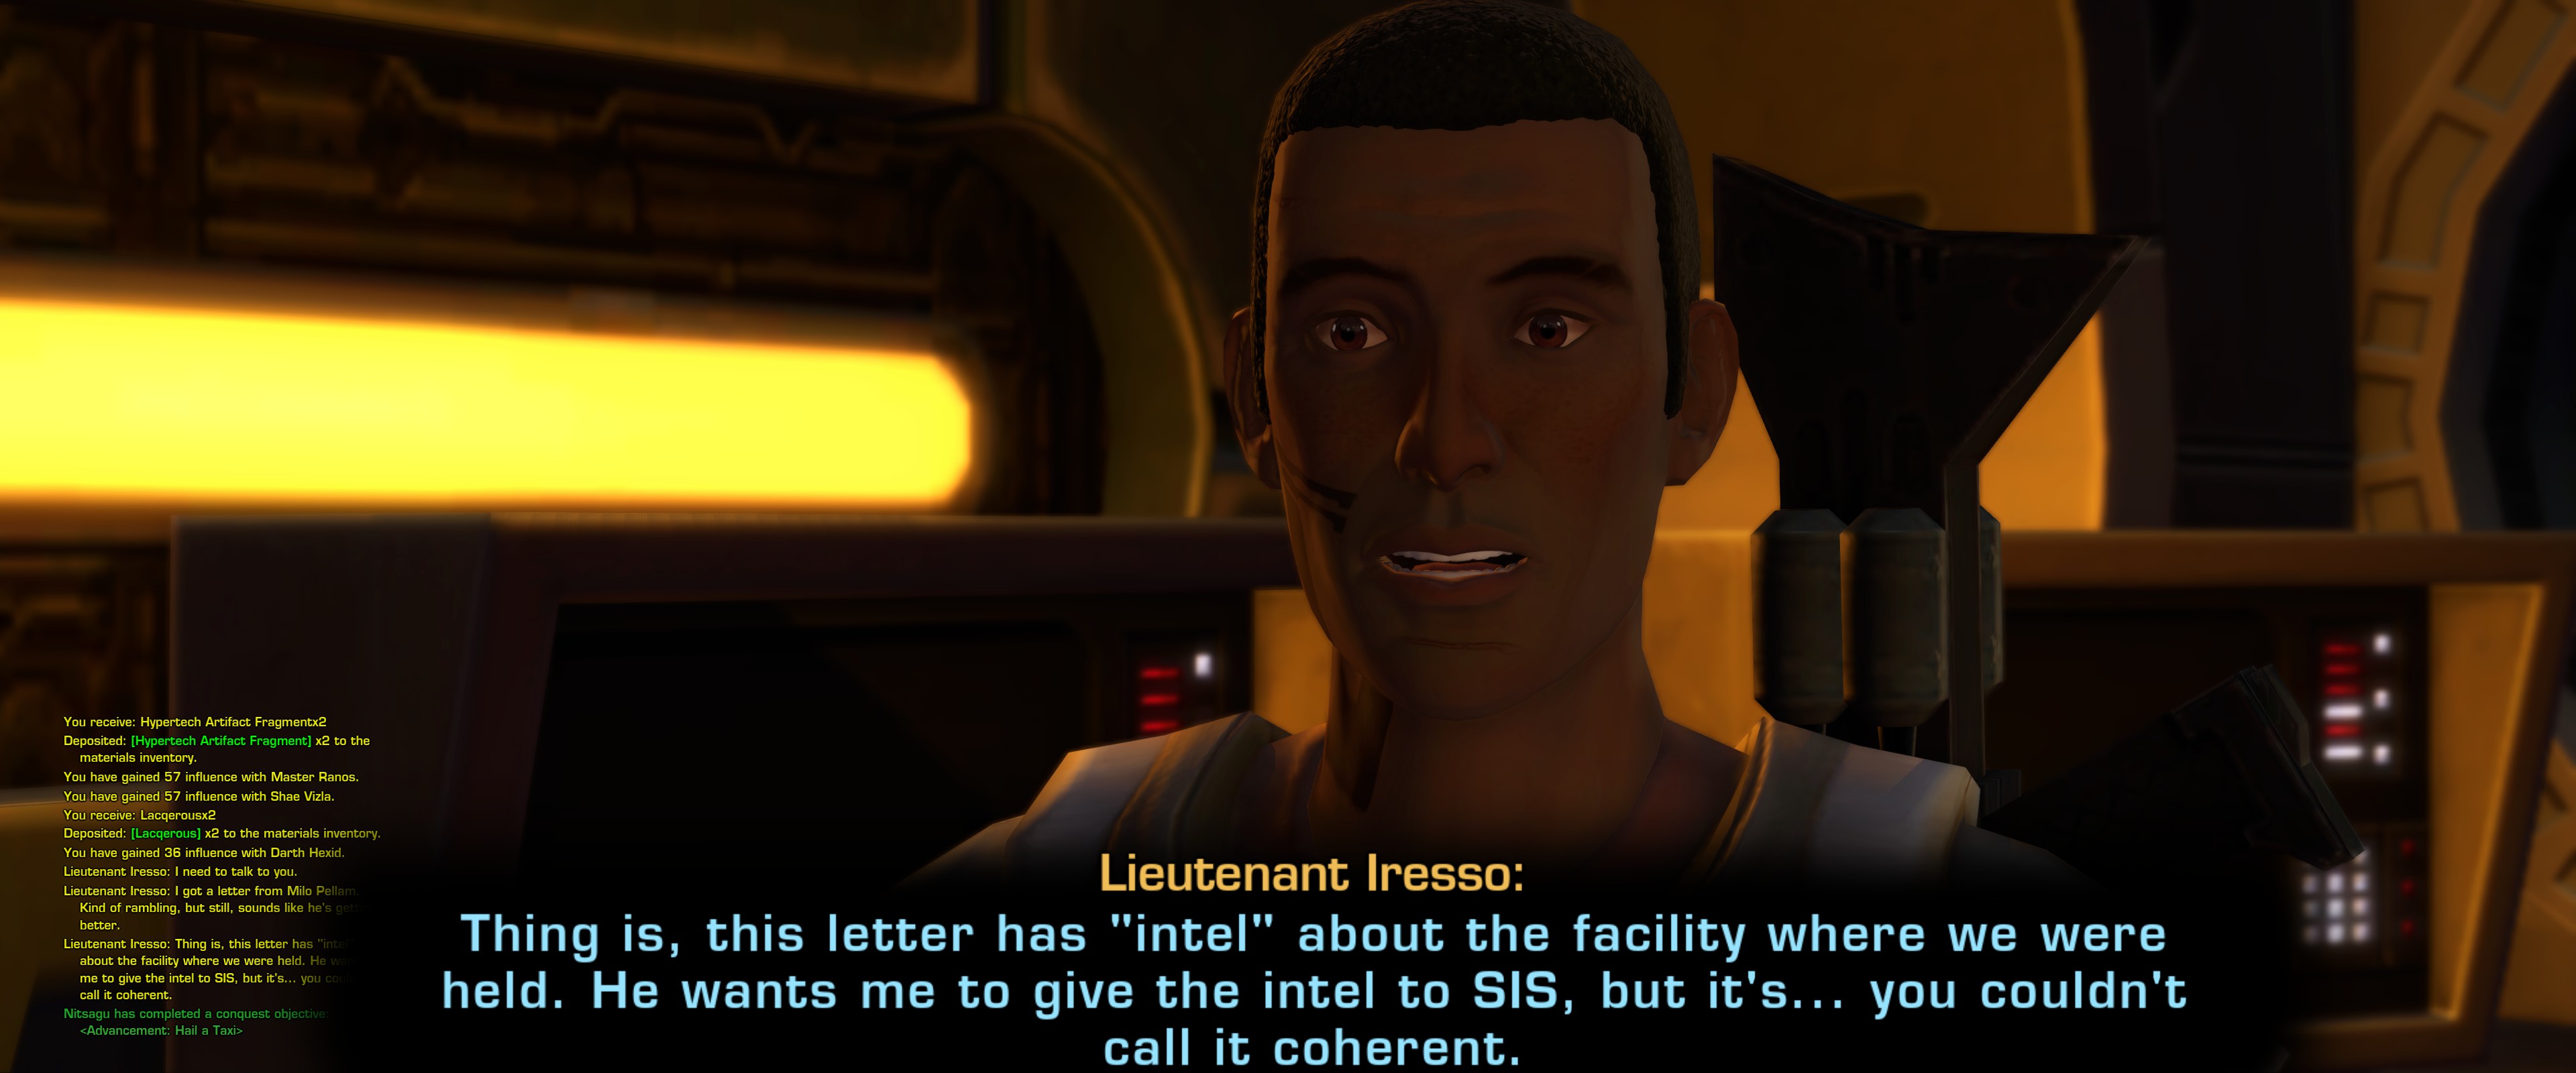 You receive: Hypertech Artifact Fragmentx2
Deposited: [Hypertech Artifact Fragment] x2 to the
materials inventory.
You have gained 57 influence with Master Ranos.
You have gained 57 influence with Shae Vizla.
You receive: Lacqerousx2
Deposited: [Lacqerous] x2 to the materials inventory.
You have gained 36 influence with Darth Hexid.
Lieutenant Iresso: I need to talk to you.
Lieutenant Iresso: I got a letter from Milo Pellam.
Kind of rambling, but still, sounds like he's
better.
Lieutenant Iresso: Thing is, this letter has "intel"
about the facility where we were held. He
me to give the intel to SIS, but it's... you
call it coherent.
Nitsagu has completed a conquest objective:
<Advancement: Hail a Taxi>
Lieutenant Iresso:
Thing is, this letter has "intel" about the facility where we were
held. He wants me to give the intel to SIS, but it's... you couldn't
call it coherent.